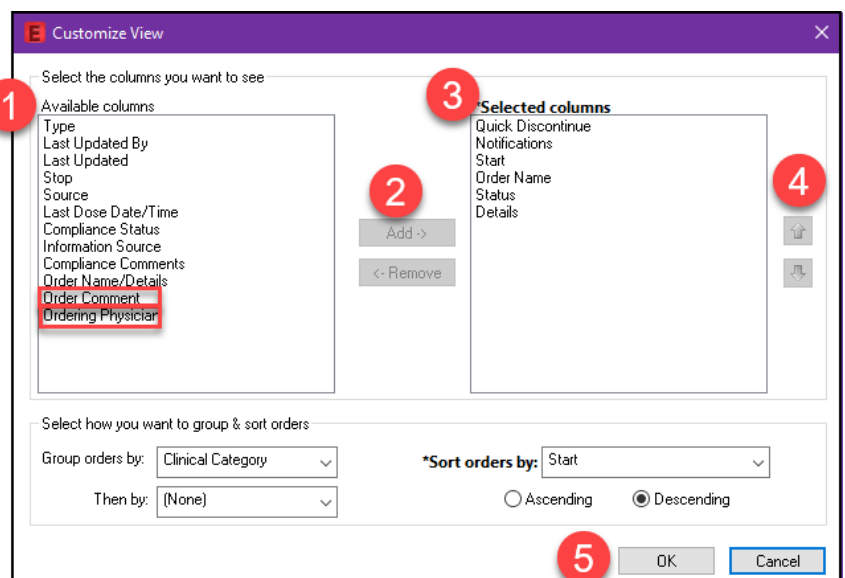 E Customize View
Select the columns you want to see
1
Available columns
Type
Last Updated By
Last Updated
Stop
Source
Last Dose Date/Time
Compliance Status
Information Source
Compliance Comments
Order Name/Details
Order Comment
Ordering Physician
2
Add ->
<- Remove
3
*Selected columns
Quick Discontinue
Notifications
Start
Order Name
Status
Details
4
Select how you want to group & sort orders
Group orders by: Clinical Category
Then by: (None)
*Sort orders by: Start
Ascending Descending
5
OK Cancel